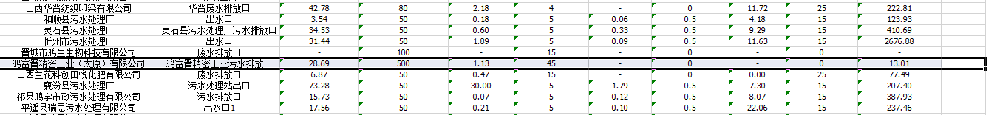 山西华晋纺织印染有限公司 华晋废水排放口 42.78 80 2.18 4 - 0 11.72 25 222.81
和顺县污水处理厂 出水口 3.54 50 0.18 5 0.06 0.5 4.18 15 123.93
灵石县污水处理厂 灵石县污水处理厂污水排放口 34.53 50 0.60 5 0.33 0.5 9.29 15 410.69
忻州市污水处理厂 出水口 31.44 50 1.89 5 0.09 0.5 11.63 15 2676.88
晋城市鸿生生物科技有限公司 废水排放口 - 100 - 15 - 0 - 0 -
鸿富晋精密工业（太原）有限公司 鸿富晋精密工业污水排放口 28.69 500 1.13 45 - 0 - 0 13.01
山西兰花科创田悦化肥有限公司 废水排放口 6.87 50 0.47 15 - 0 0.00 25 77.49
襄汾县污水处理厂 污水处理站出口 73.28 50 30.00 5 1.79 0.5 7.30 15 207.40
祁县鸿宇市政污水处理有限公司 污水排放口 15.73 50 0.07 5 0.12 0.5 8.07 15 387.93
平遥县瑞思污水处理有限公司 出水口1 17.56 50 0.21 5 0.10 0.5 22.06 15 237.46